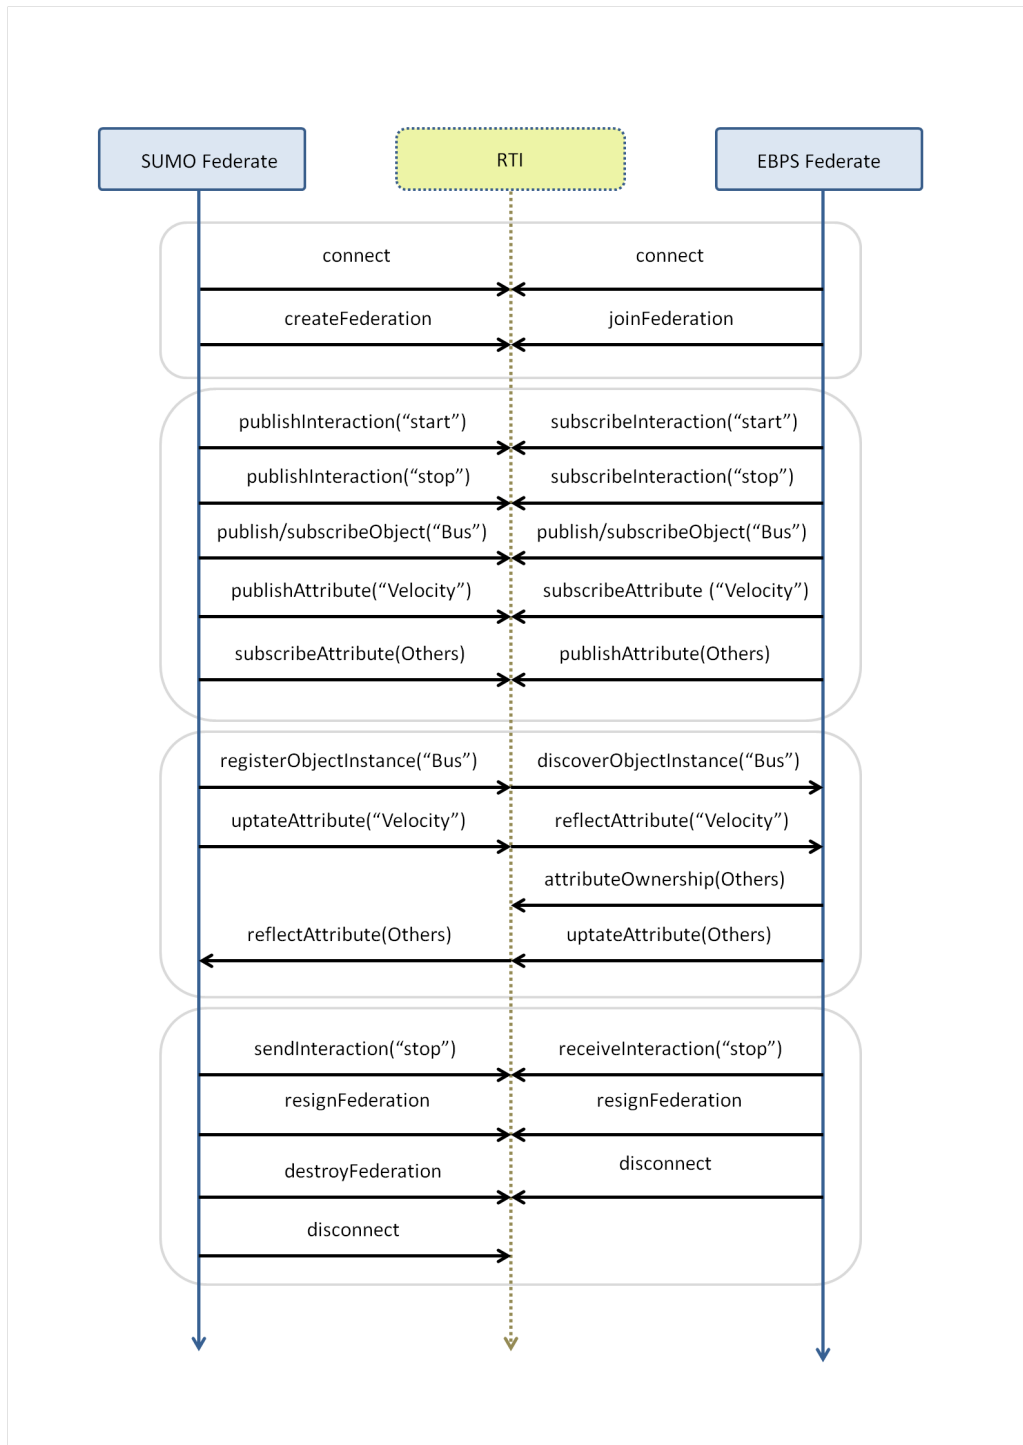 SUMO Federate
RTI
EBPS Federate
connect
connect
createFederation
joinFederation
publishInteraction(“start”)
subscribeInteraction(“start”)
publishInteraction(“stop”)
subscribeInteraction(“stop”)
publish/subscribeObject(“Bus”)
publish/subscribeObject(“Bus”)
publishAttribute(“Velocity”)
subscribeAttribute (“Velocity”)
subscribeAttribute(Others)
publishAttribute(Others)
registerObjectInstance(“Bus”)
discoverObjectInstance(“Bus”)
uptateAttribute(“Velocity”)
reflectAttribute(“Velocity”)
attributeOwnership(Others)
reflectAttribute(Others)
uptateAttribute(Others)
sendInteraction(“stop”)
receiveInteraction(“stop”)
resignFederation
resignFederation
destroyFederation
disconnect
disconnect